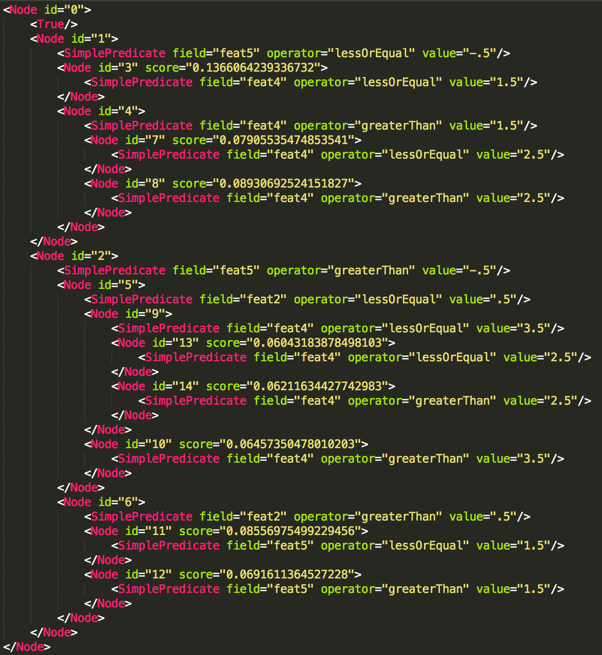 <Node id="0">
<True/>
<Node id="1">
<SimplePredicate field="feat5" operator="lessOrEqual" value="-.5"/>
<Node id="3" score="0.1366064239336732">
<SimplePredicate field="feat4" operator="lessOrEqual" value="1.5"/>
</Node>
<Node id="4">
<SimplePredicate field="feat4" operator="greaterThan" value="1.5"/>
<Node id="7" score="0.07905535474853541">
<SimplePredicate field="feat4" operator="lessOrEqual" value="2.5"/>
</Node>
<Node id="8" score="0.08930692524151827">
<SimplePredicate field="feat4" operator="greaterThan" value="2.5"/>
</Node>
</Node>
</Node>
<Node id="2">
<SimplePredicate field="feat5" operator="greaterThan" value="-.5"/>
<Node id="5">
<SimplePredicate field="feat2" operator="lessOrEqual" value=".5"/>
<Node id="9">
<SimplePredicate field="feat4" operator="lessOrEqual" value="3.5"/>
<Node id="13" score="0.06043183878498103">
<SimplePredicate field="feat4" operator="lessOrEqual" value="2.5"/>
</Node>
<Node id="14" score="0.06211634427742983">
<SimplePredicate field="feat4" operator="greaterThan" value="2.5"/>
</Node>
</Node>
<Node id="10" score="0.06457350478010203">
<SimplePredicate field="feat4" operator="greaterThan" value="3.5"/>
</Node>
</Node>
<Node id="6">
<SimplePredicate field="feat2" operator="greaterThan" value=".5"/>
<Node id="11" score="0.08556975499229456">
<SimplePredicate field="feat5" operator="lessOrEqual" value="1.5"/>
</Node>
<Node id="12" score="0.0691611364527228">
<SimplePredicate field="feat5" operator="greaterThan" value="1.5"/>
</Node>
</Node>
</Node>
</Node>